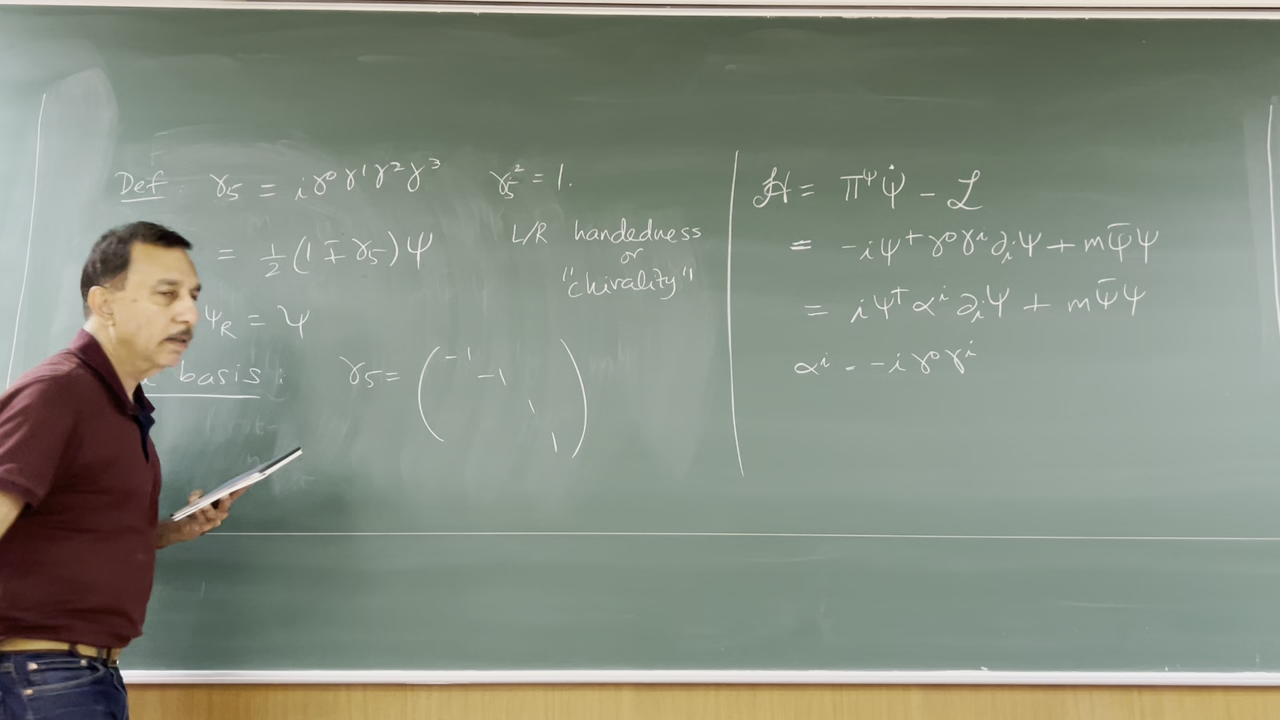 Def : γ₅ = iγ⁰γ¹γ²γ³ γ₅² = 1.
= ½(1 ∓ γ₅)Ψ
L/R handedness
or
"chirality"
Ψ_R = Ψ
basis : γ₅ = ( -1 -1 1 1 )
ℋ = Π^Ψ Ψ̇ - ℒ
= -iΨ†γ⁰γⁱ∂ᵢΨ + mΨ̄Ψ
= iΨ†αⁱ∂ᵢΨ + mΨ̄Ψ
αⁱ = -iγ⁰γⁱ